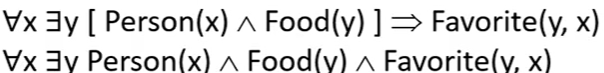 ∀x ∃y [ Person(x) ∧ Food(y) ] ⇒ Favorite(y, x)
∀x ∃y Person(x) ∧ Food(y) ∧ Favorite(y, x)